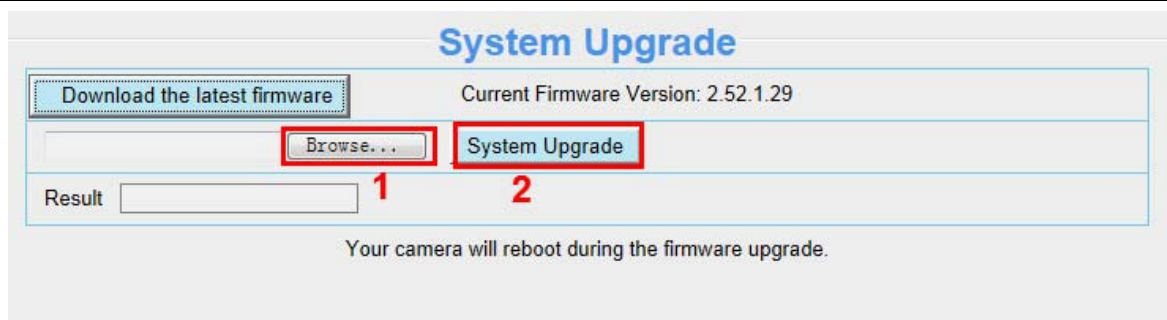 System Upgrade
Download the latest firmware Current Firmware Version: 2.52.1.29
Browse... System Upgrade
1 2
Result
Your camera will reboot during the firmware upgrade.